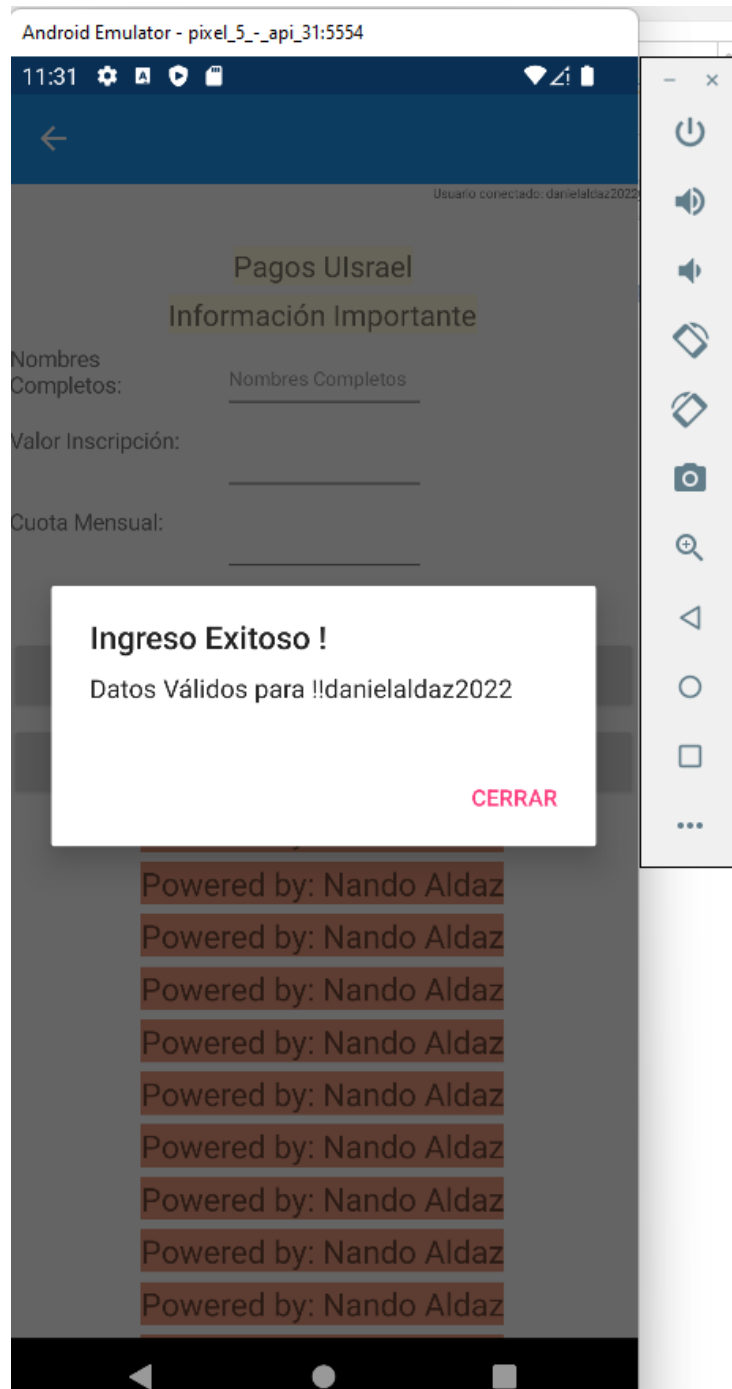 Android Emulator - pixel_5_-_api_31:5554
11:31
Usuario conectado: danielaldaz2022
Pagos UIsrael
Información Importante
Nombres
Completos:
Nombres Completos
Valor Inscripción:
Cuota Mensual:
Ingreso Exitoso !
Datos Válidos para !!danielaldaz2022
CERRAR
Powered by: Nando Aldaz
Powered by: Nando Aldaz
Powered by: Nando Aldaz
Powered by: Nando Aldaz
Powered by: Nando Aldaz
Powered by: Nando Aldaz
Powered by: Nando Aldaz
Powered by: Nando Aldaz
Powered by: Nando Aldaz